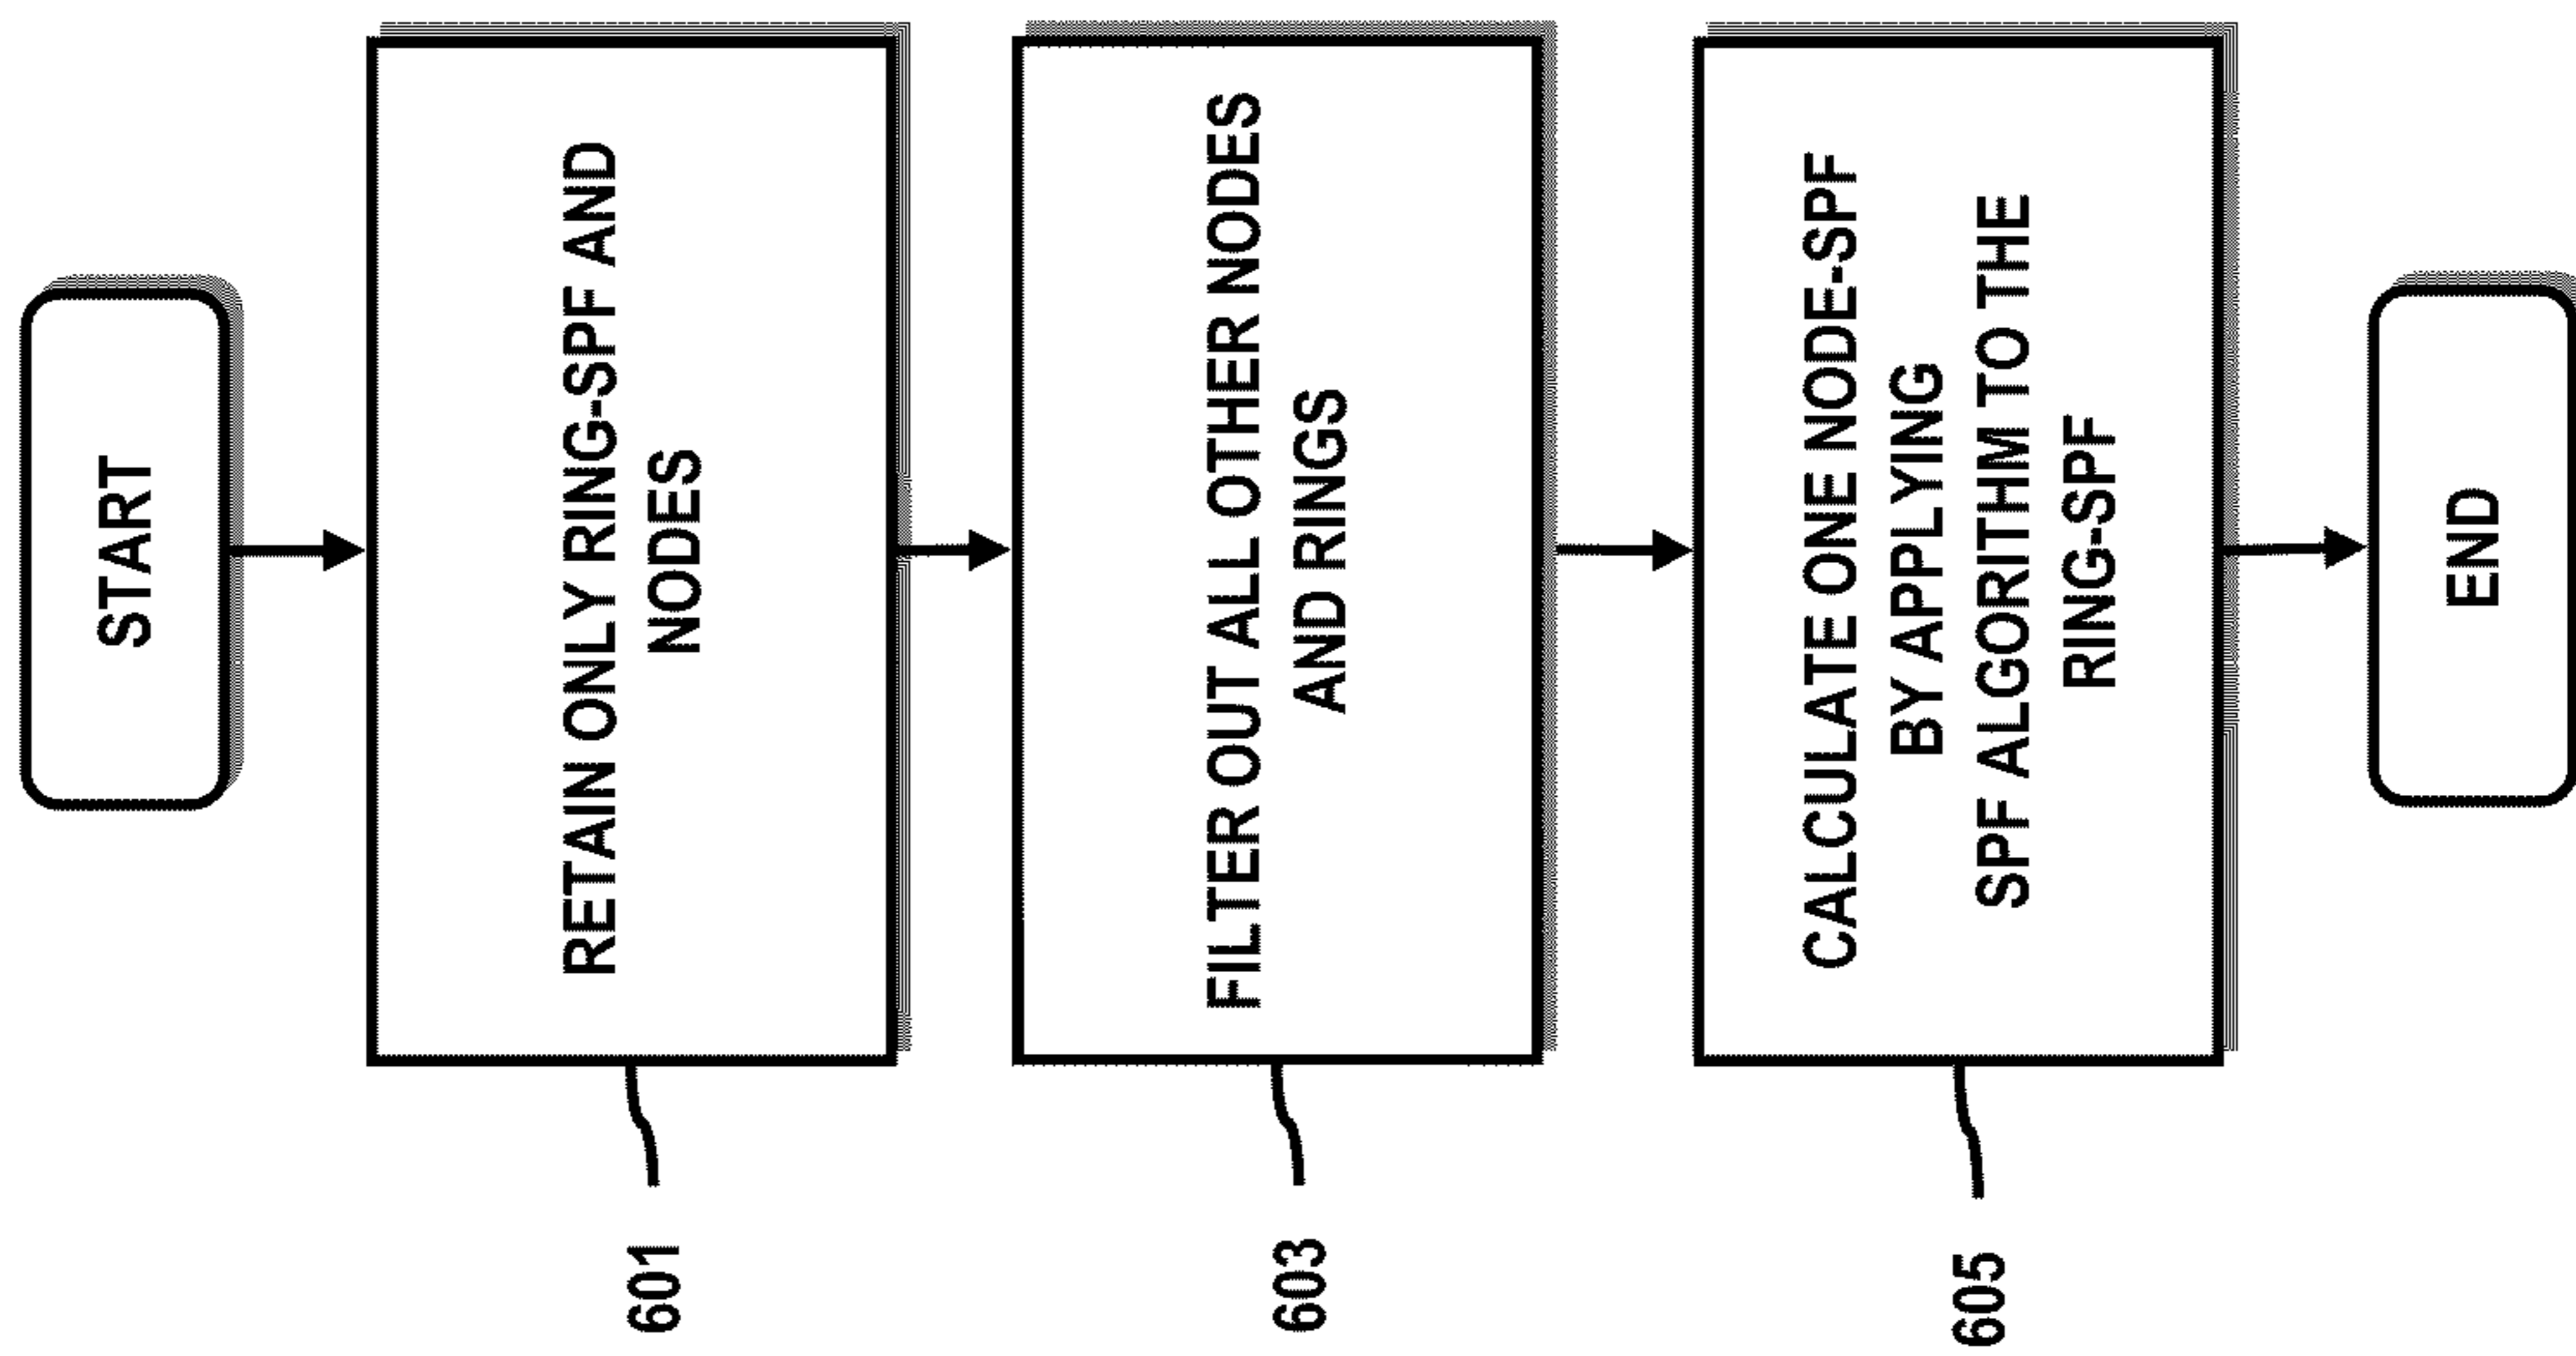 START
601
RETAIN ONLY RING-SPF AND
NODES
603
FILTER OUT ALL OTHER NODES
AND RINGS
605
CALCULATE ONE NODE-SPF
BY APPLYING
SPF ALGORITHM TO THE
RING-SPF
END